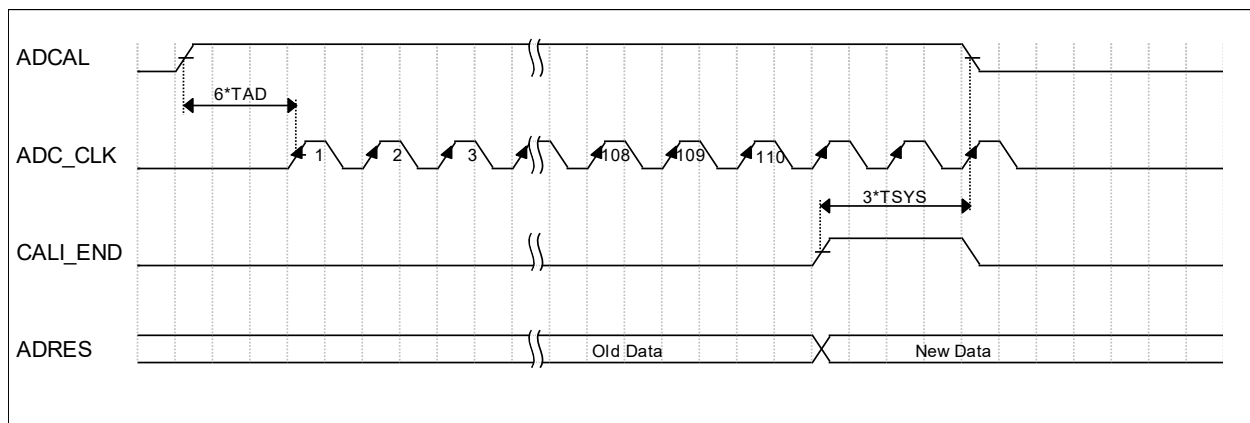 ADCAL
6*TAD
ADC_CLK
1 2 3 108 109 110
3*TSYS
CALI_END
ADRES
Old Data New Data